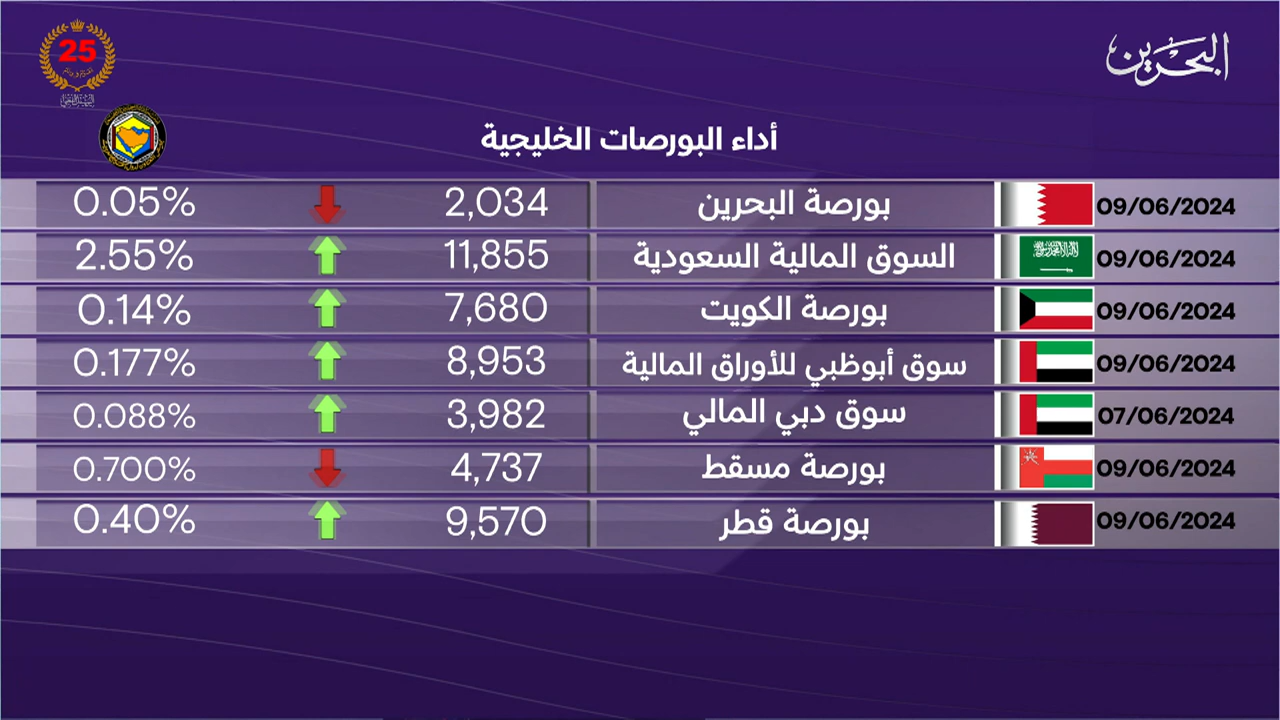 البحرين
25
أداء البورصات الخليجية
09/06/2024 بورصة البحرين 2,034 0.05%
09/06/2024 السوق المالية السعودية 11,855 2.55%
09/06/2024 بورصة الكويت 7,680 0.14%
09/06/2024 سوق أبوظبي للأوراق المالية 8,953 0.177%
07/06/2024 سوق دبي المالي 3,982 0.088%
09/06/2024 بورصة مسقط 4,737 0.700%
09/06/2024 بورصة قطر 9,570 0.40%